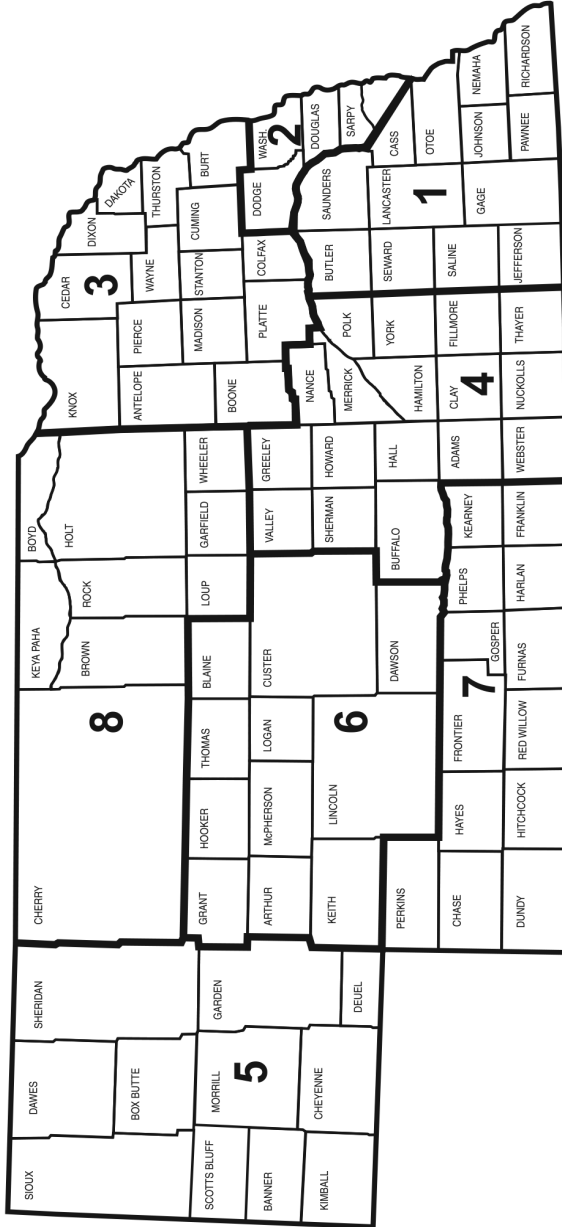 SIOUX
DAWES
SHERIDAN
BOX BUTTE
SCOTTS BLUFF
MORRILL
GARDEN
BANNER
5
KIMBALL
CHEYENNE
DEUEL
CHERRY
8
KEYA PAHA
BOYD
BROWN
ROCK
HOLT
LOUP
GARFIELD
WHEELER
GRANT
HOOKER
THOMAS
BLAINE
ARTHUR
McPHERSON
LOGAN
CUSTER
KEITH
LINCOLN
6
DAWSON
PERKINS
CHASE
HAYES
FRONTIER
7
GOSPER
PHELPS
KEARNEY
DUNDY
HITCHCOCK
RED WILLOW
FURNAS
HARLAN
FRANKLIN
VALLEY
GREELEY
SHERMAN
HOWARD
BUFFALO
HALL
NANCE
MERRICK
POLK
HAMILTON
YORK
ADAMS
CLAY
4
FILLMORE
WEBSTER
NUCKOLLS
THAYER
KNOX
CEDAR
3
DIXON
DAKOTA
ANTELOPE
PIERCE
WAYNE
THURSTON
BOONE
MADISON
STANTON
CUMING
BURT
PLATTE
COLFAX
DODGE
WASH.
2
DOUGLAS
SARPY
BUTLER
SAUNDERS
SEWARD
LANCASTER
1
CASS
OTOE
SALINE
GAGE
JOHNSON
NEMAHA
JEFFERSON
PAWNEE
RICHARDSON